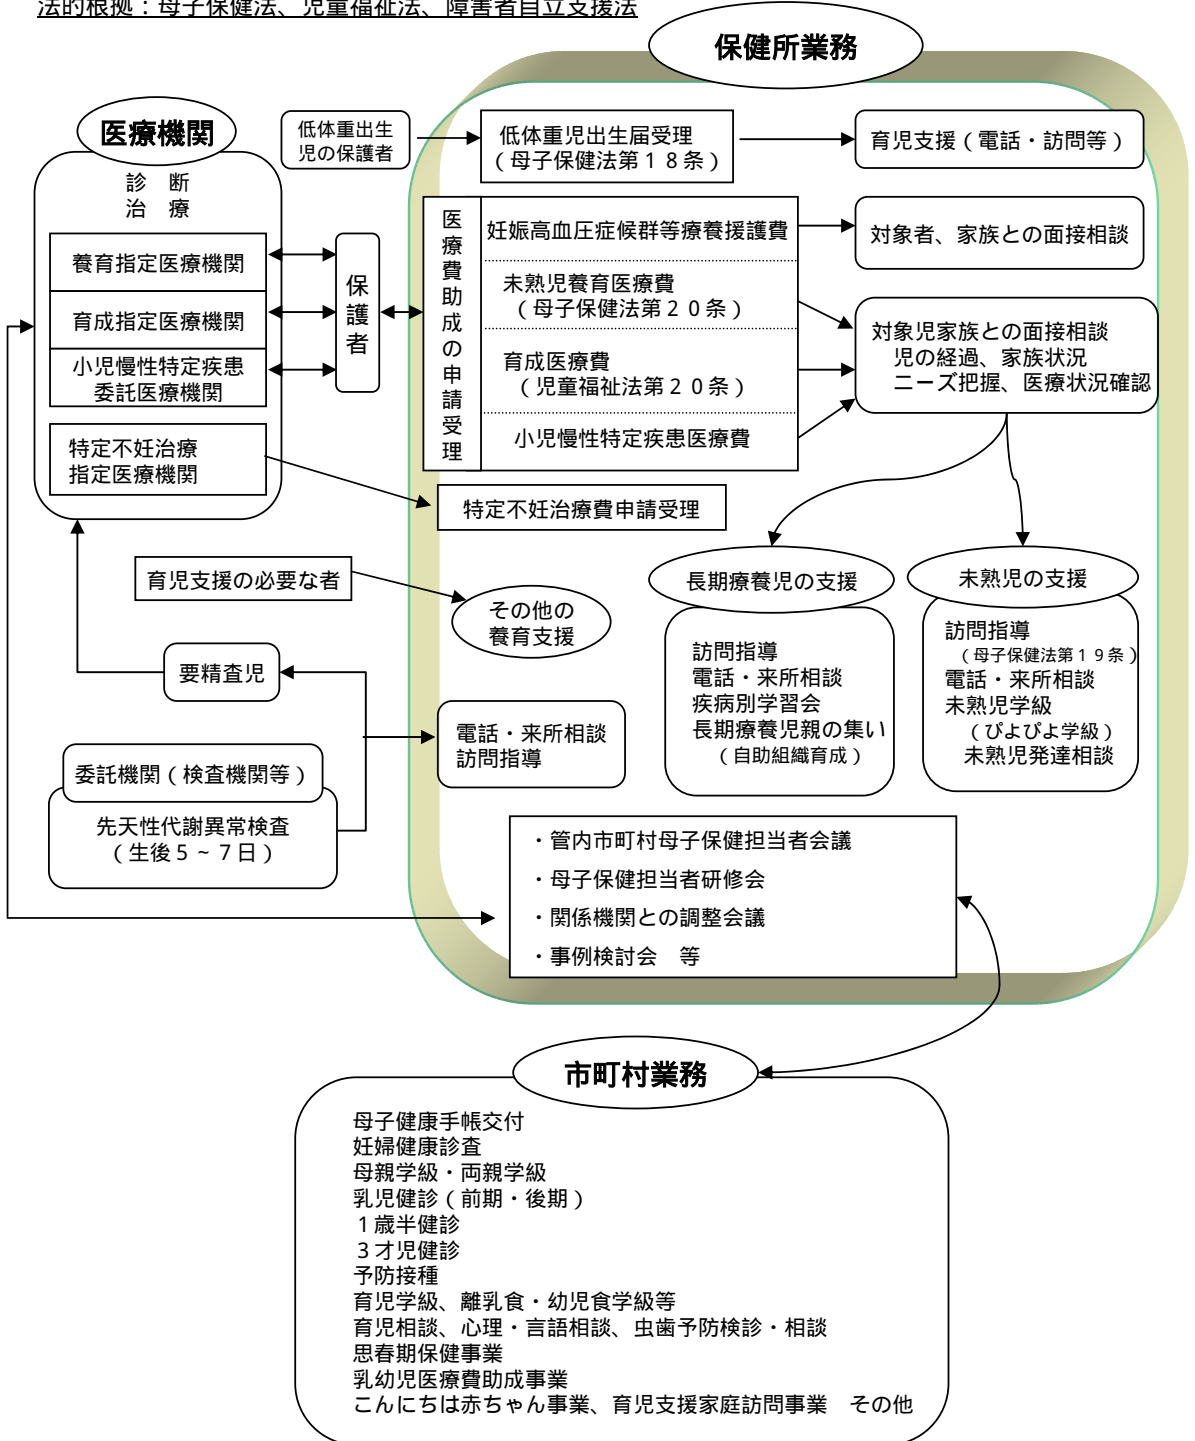 法的根拠：母子保健法、児童福祉法、障害者自立支援法
保健所業務
医療機関
診　断
治　療
養育指定医療機関
育成指定医療機関
小児慢性特定疾患
委託医療機関
特定不妊治療
指定医療機関
保護者
低体重出生
児の保護者
低体重児出生届受理
（母子保健法第１８条）
育児支援（電話・訪問等）
医療費助成の申請受理
妊娠高血圧症候群等療養援護費
未熟児養育医療費
（母子保健法第２０条）
育成医療費
（児童福祉法第２０条）
小児慢性特定疾患医療費
対象者、家族との面接相談
対象児家族との面接相談
児の経過、家族状況
ニーズ把握、医療状況確認
特定不妊治療費申請受理
育児支援の必要な者
その他の
養育支援
長期療養児の支援
訪問指導
電話・来所相談
疾病別学習会
長期療養児親の集い
（自助組織育成）
未熟児の支援
訪問指導
（母子保健法第１９条）
電話・来所相談
未熟児学級
（ぴよぴよ学級）
未熟児発達相談
要精査児
電話・来所相談
訪問指導
委託機関（検査機関等）
先天性代謝異常検査
（生後５～７日）
・管内市町村母子保健担当者会議
・母子保健担当者研修会
・関係機関との調整会議
・事例検討会　等
市町村業務
母子健康手帳交付
妊婦健康診査
母親学級・両親学級
乳児健診（前期・後期）
１歳半健診
３才児健診
予防接種
育児学級、離乳食・幼児食学級等
育児相談、心理・言語相談、虫歯予防検診・相談
思春期保健事業
乳幼児医療費助成事業
こんにちは赤ちゃん事業、育児支援家庭訪問事業　その他